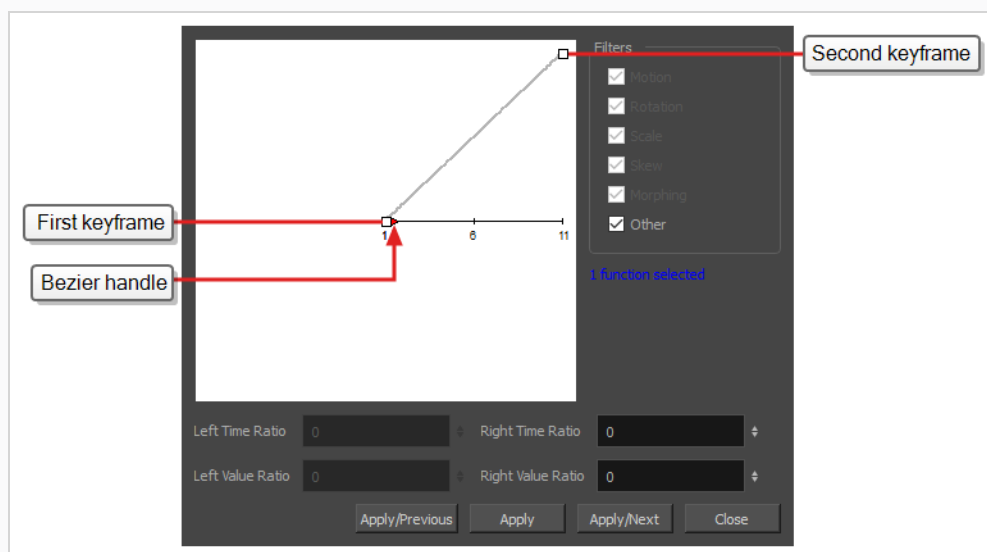 Filters
Second keyframe
Motion
Rotation
Scale
Skew
Morphing
First keyframe
Other
1 6 11
Bezier handle
1 function selected
Left Time Ratio 0 Right Time Ratio 0
Left Value Ratio 0 Right Value Ratio 0
Apply/Previous Apply Apply/Next Close